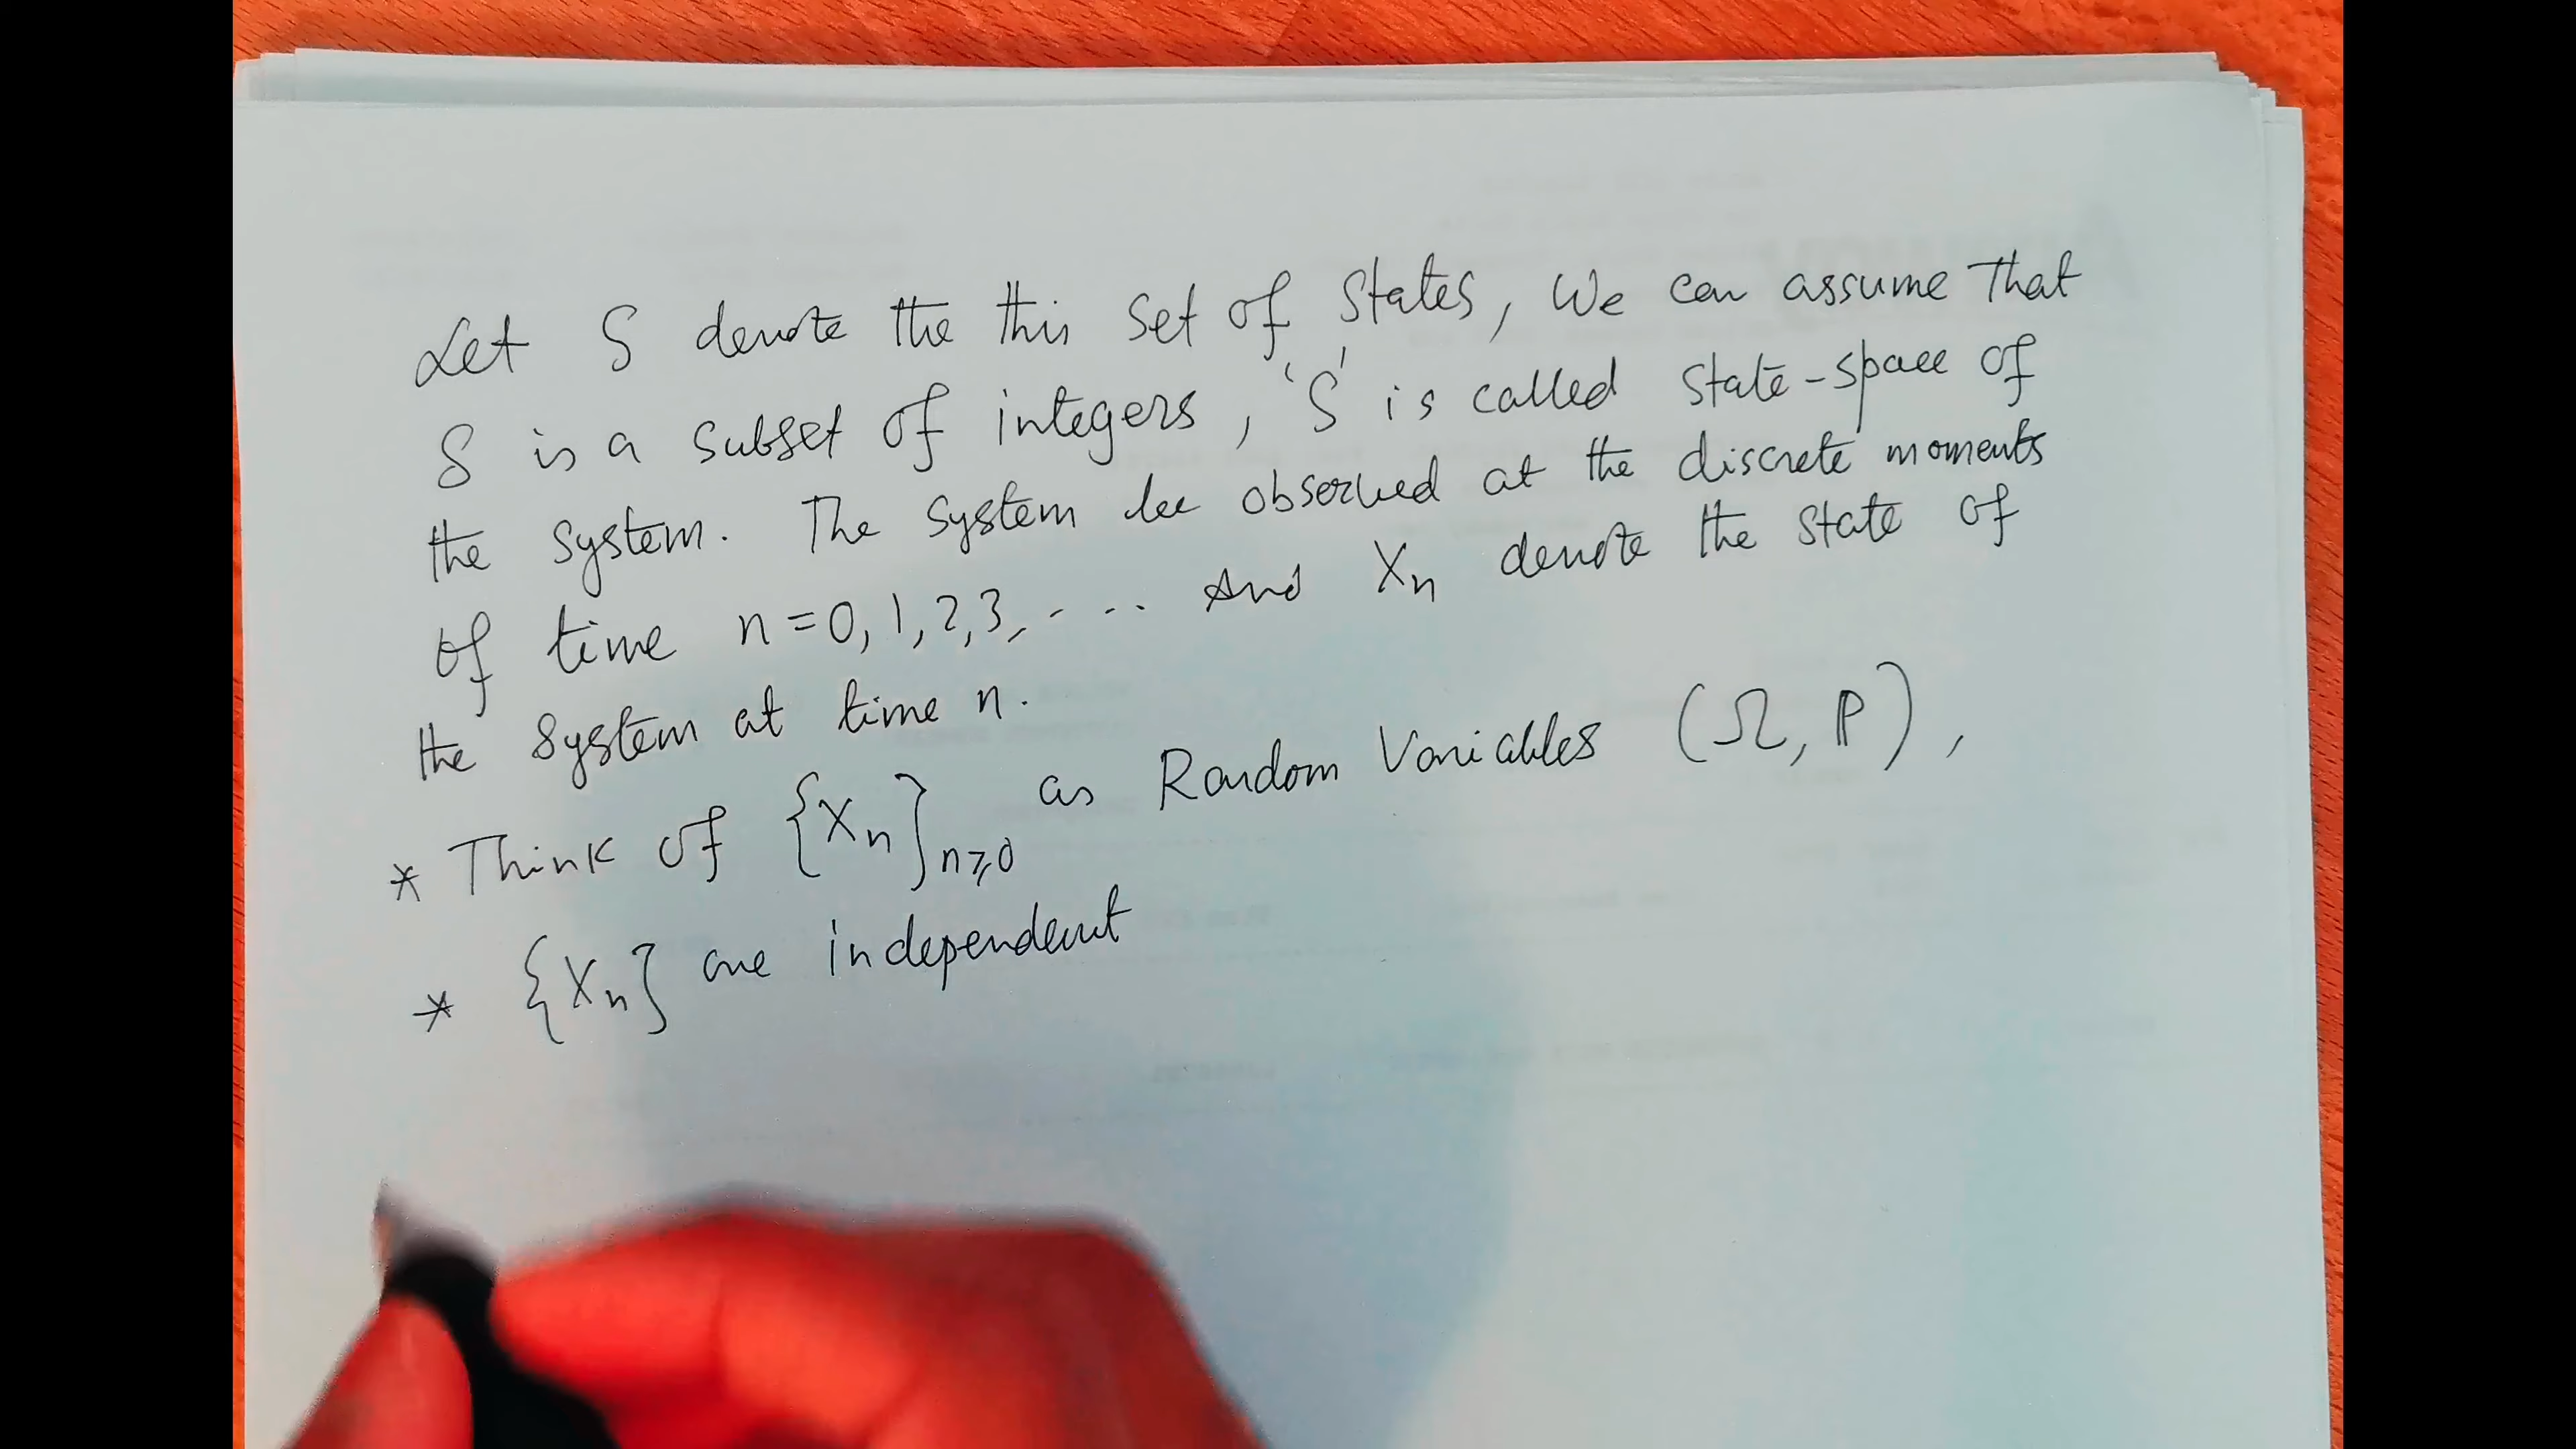 Let S denote the this set of states, We can assume that
S is a subset of integers, 'S' is called state-space of
the system. The system be observed at the discrete moments
of time n=0, 1, 2, 3, - - .. And Xn denote the state of
the system at time n.
* Think of {Xn}n⩾0 as Random Variables (Ω, ℙ),
* {Xn} are independent